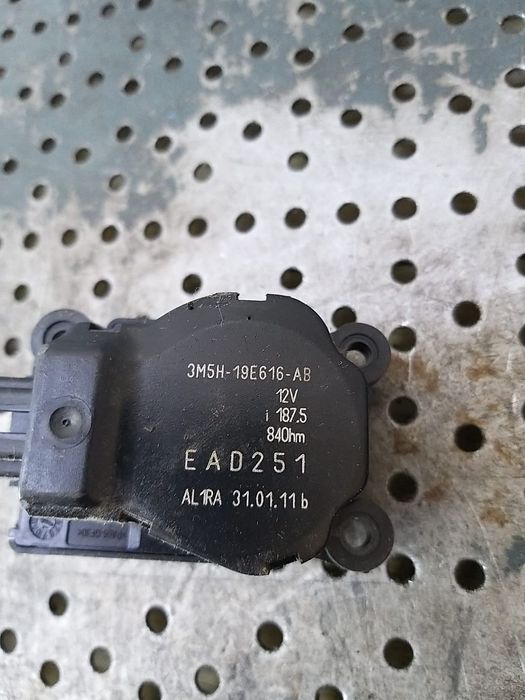 3M5H-19E616-AB
12V
i 187.5
84Ohm
EAD251
AL1RA 31.01.11 b